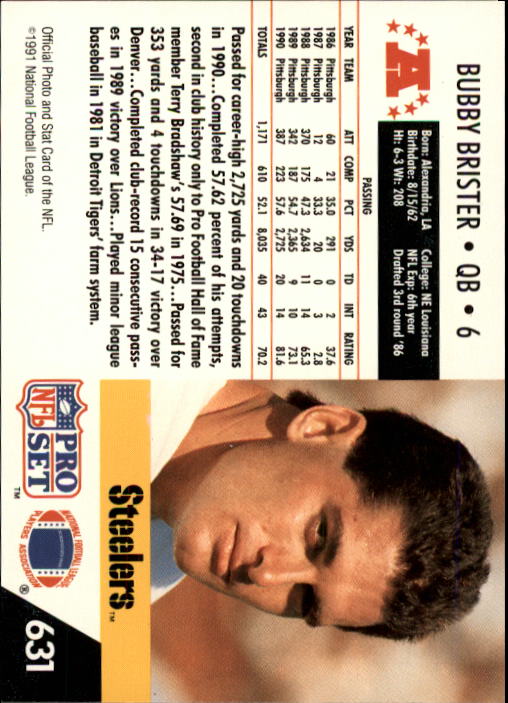 BUBBY BRISTER • QB • 6
A
Born: Alexandria, LA College: NE Louisiana
Birthdate: 8/15/62 NFL Exp: 6th year
Ht: 6-3 Wt: 208 Drafted 3rd round '86
PASSING
YEAR TEAM ATT COMP PCT YDS TD INT RATING
1986 Pittsburgh 60 21 35.0 291 0 2 37.6
1987 Pittsburgh 12 4 33.3 20 0 3 2.8
1988 Pittsburgh 370 175 47.3 2,634 11 14 65.3
1989 Pittsburgh 342 187 54.7 2,365 9 10 73.1
1990 Pittsburgh 387 223 57.6 2,725 20 14 81.6
TOTALS 1,171 610 52.1 8,035 40 43 70.2
Passed for career-high 2,725 yards and 20 touchdowns
in 1990...Completed 57.62 percent of his attempts,
second in club history only to Pro Football Hall of Fame
member Terry Bradshaw's 57.69 in 1975...Passed for
353 yards and 4 touchdowns in 34-17 victory over
Denver...Completed club-record 15 consecutive pass-
es in 1989 victory over Lions...Played minor league
baseball in 1981 in Detroit Tigers' farm system.
Official Photo and Stat Card of the NFL.
©1991 National Football League.
Steelers™
PRO
NFL
SET
™
NATIONAL FOOTBALL LEAGUE
PLAYERS ASSOCIATION
®
631